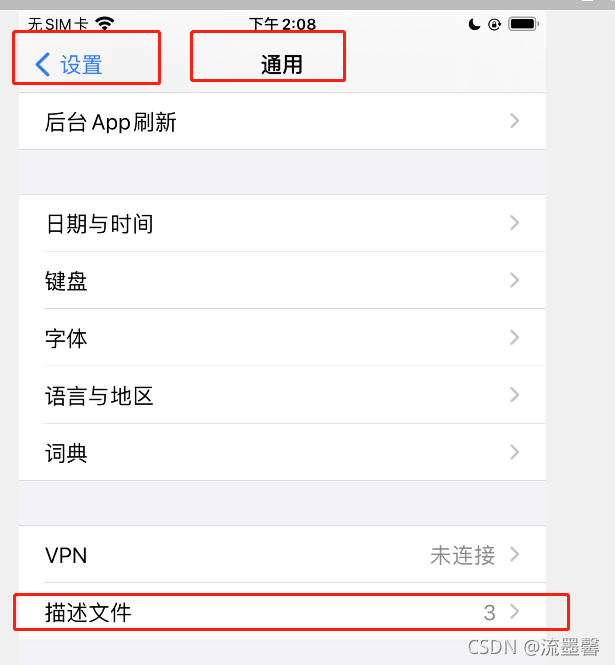 无SIM卡 下午2:08
设置 通用
后台App刷新
日期与时间
键盘
字体
语言与地区
词典
VPN 未连接
描述文件 3
CSDN @流墨馨